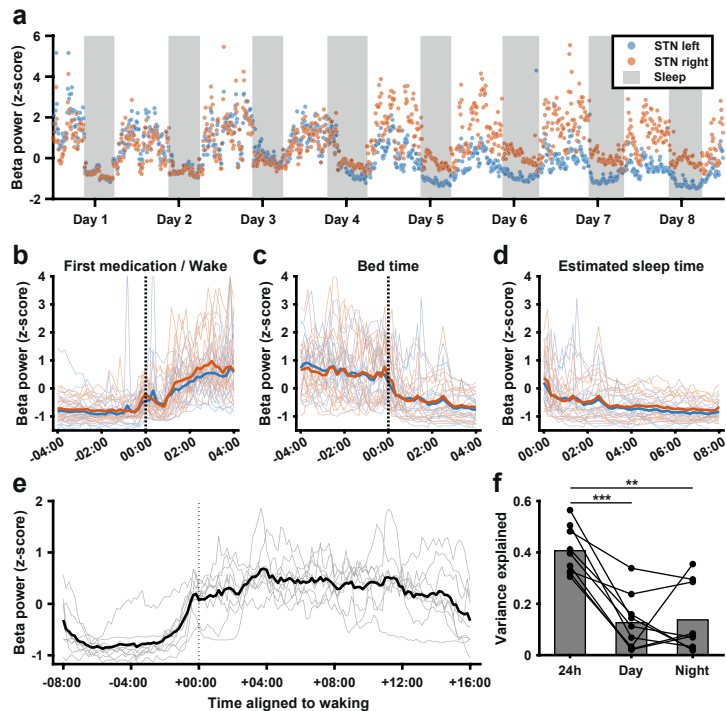 a
Beta power (z-score)
6
4
2
0
-2
STN left
STN right
Sleep
Day 1 Day 2 Day 3 Day 4 Day 5 Day 6 Day 7 Day 8
b
First medication / Wake
Beta power (z-score)
4
3
2
1
0
-1
-04:00 -02:00 00:00 02:00 04:00
c
Bed time
Beta power (z-score)
4
3
2
1
0
-1
-04:00 -02:00 00:00 02:00 04:00
d
Estimated sleep time
Beta power (z-score)
4
3
2
1
0
-1
00:00 02:00 04:00 06:00 08:00
e
Beta power (z-score)
2
1
0
-1
-08:00 -04:00 +00:00 +04:00 +08:00 +12:00 +16:00
Time aligned to waking
f
Variance explained
0.6
0.4
0.2
0
**
***
24h Day Night